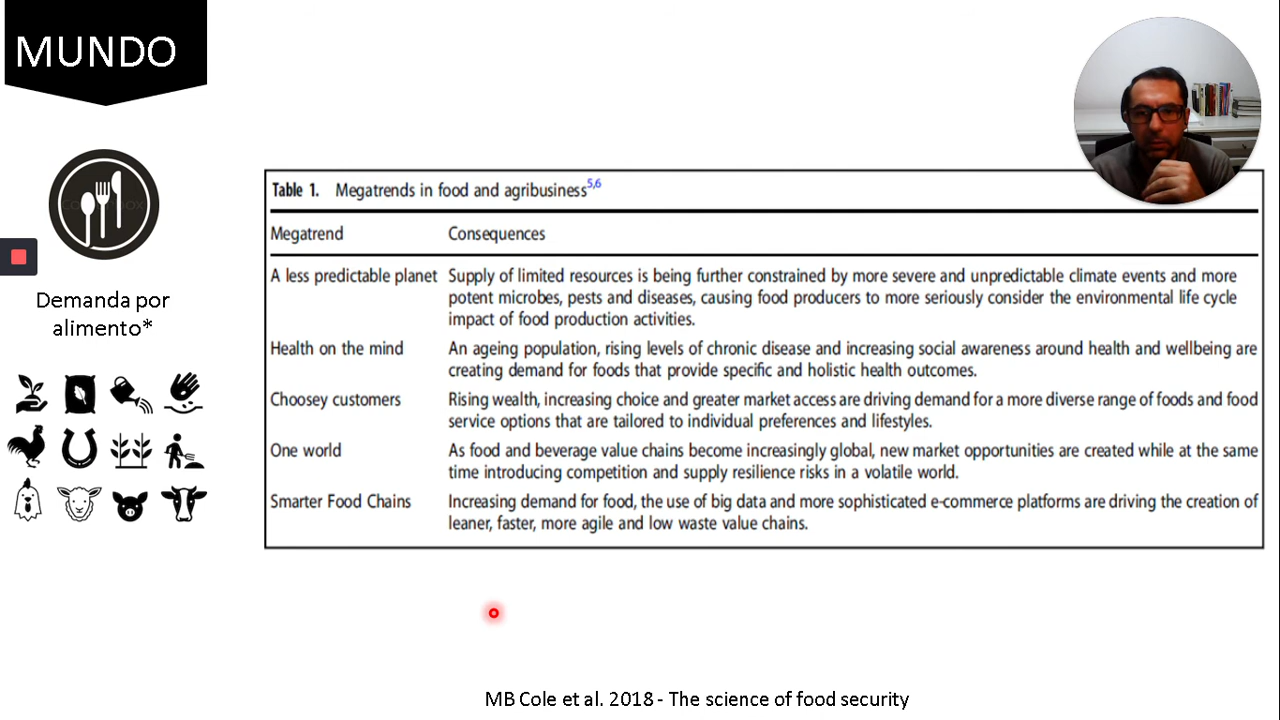 MUNDO
Demanda por
alimento*
Table 1. Megatrends in food and agribusiness5,6
Megatrend Consequences
A less predictable planet Supply of limited resources is being further constrained by more severe and unpredictable climate events and more
potent microbes, pests and diseases, causing food producers to more seriously consider the environmental life cycle
impact of food production activities.
Health on the mind An ageing population, rising levels of chronic disease and increasing social awareness around health and wellbeing are
creating demand for foods that provide specific and holistic health outcomes.
Choosey customers Rising wealth, increasing choice and greater market access are driving demand for a more diverse range of foods and food
service options that are tailored to individual preferences and lifestyles.
One world As food and beverage value chains become increasingly global, new market opportunities are created while at the same
time introducing competition and supply resilience risks in a volatile world.
Smarter Food Chains Increasing demand for food, the use of big data and more sophisticated e-commerce platforms are driving the creation of
leaner, faster, more agile and low waste value chains.
MB Cole et al. 2018 - The science of food security